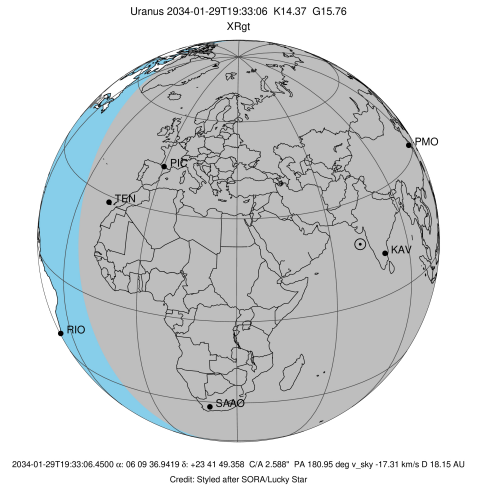 Uranus 2034-01-29T19:33:06 K14.37 G15.76
XRgt
PMO
PIC
TEN
KAV
RIO
SAAO
2034-01-29T19:33:06.4500 α: 06 09 36.9419 δ: +23 41 49.358 C/A 2.588" PA 180.95 deg v_sky -17.31 km/s D 18.15 AU
Credit: Styled after SORA/Lucky Star